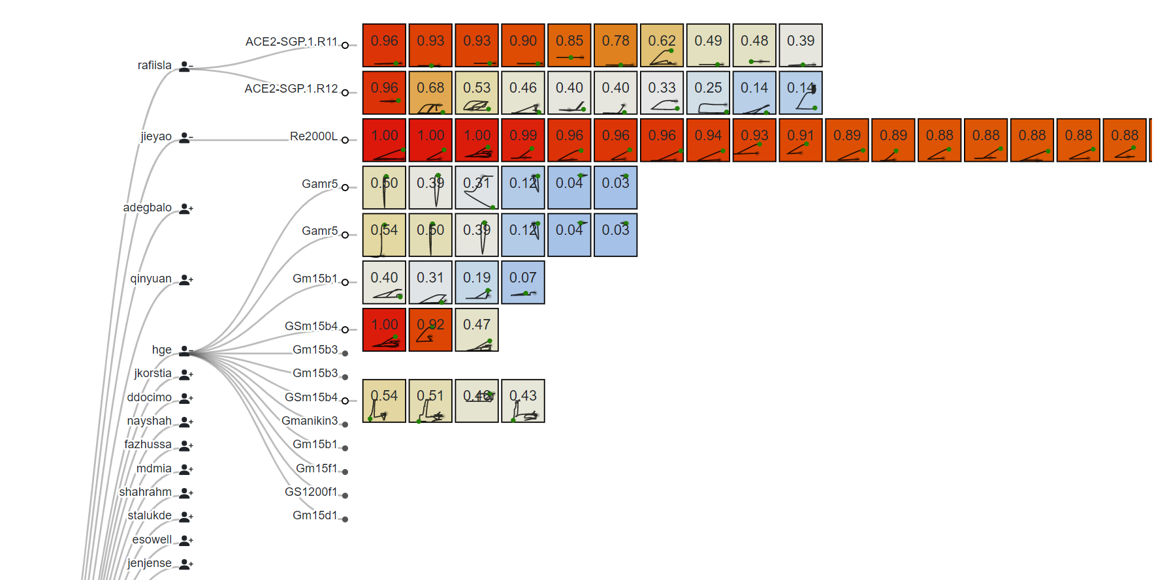 ACE2-SGP.1.R11 0.96 0.93 0.93 0.90 0.85 0.78 0.62 0.49 0.48 0.39
rafiisla
ACE2-SGP.1.R12 0.96 0.68 0.53 0.46 0.40 0.40 0.33 0.25 0.14 0.14
jieyao Re2000L 1.00 1.00 1.00 0.99 0.96 0.96 0.96 0.94 0.93 0.91 0.89 0.89 0.88 0.88 0.88 0.88 0.88
Gamr5 0.50 0.39 0.31 0.12 0.04 0.03
adegbalo
Gamr5 0.54 0.50 0.39 0.12 0.04 0.03
qinyuan Gm15b1 0.40 0.31 0.19 0.07
GSm15b4 1.00 0.92 0.47
hge Gm15b3
jkorstia Gm15b3
ddocimo GSm15b4 0.54 0.51 0.46 0.43
nayshah Gmanikin3
fazhussa Gm15b1
mdmia Gm15f1
shahrahm GS1200f1
stalukde Gm15d1
esowell
jenjense